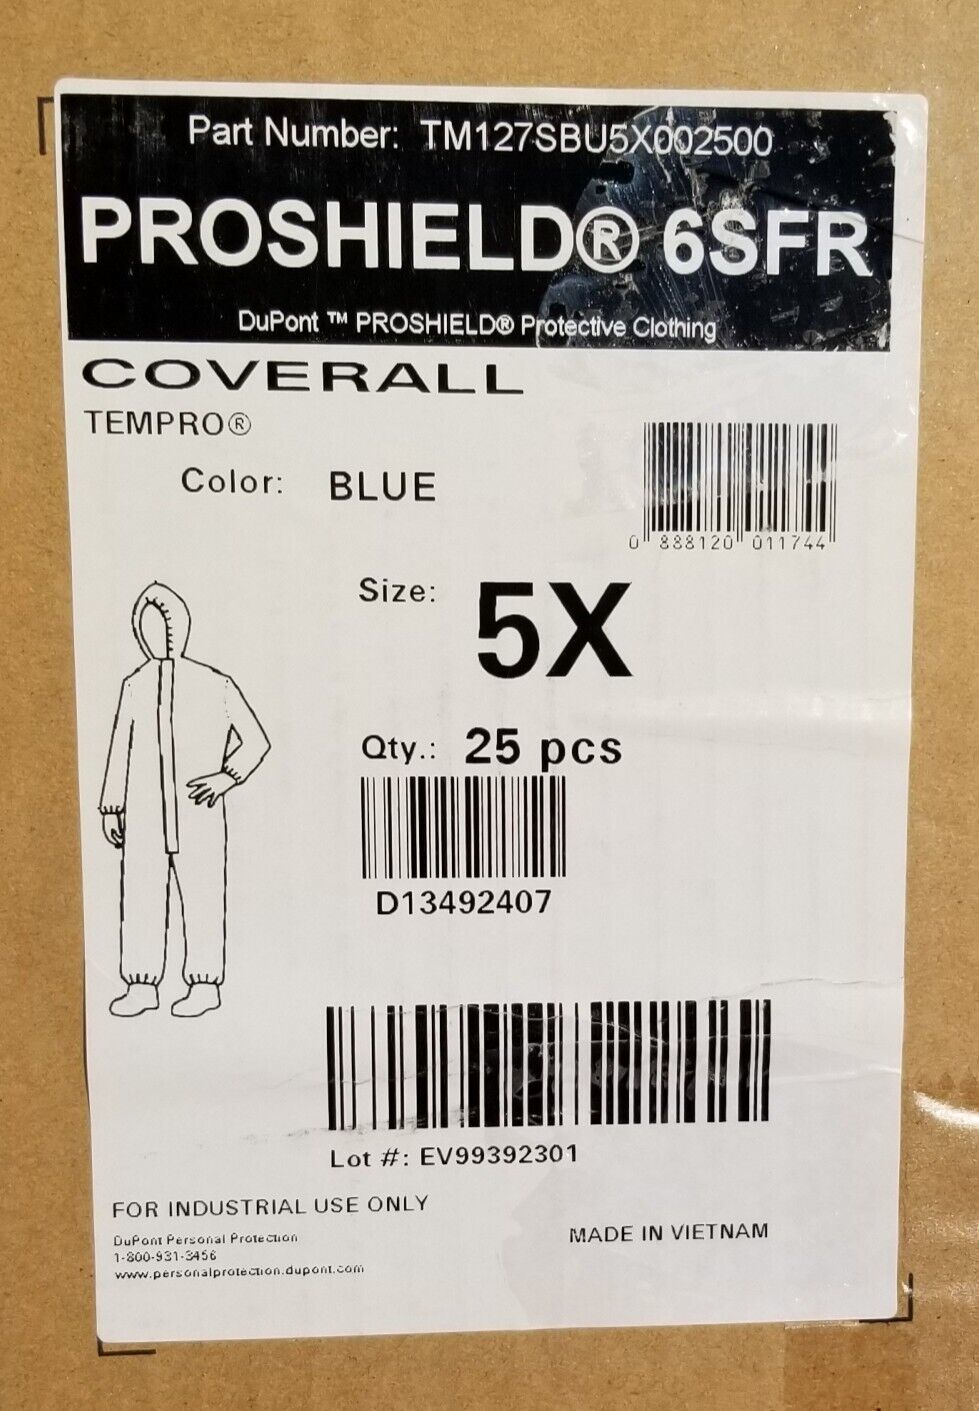 Part Number: TM127SBU5X002500
PROSHIELD® 6SFR
DuPont ™ PROSHIELD® Protective Clothing
COVERALL
TEMPRO®
Color: BLUE
0 888120 011744
Size: 5X
Qty.: 25 pcs
D13492407
Lot #: EV99392301
FOR INDUSTRIAL USE ONLY
DuPont Personal Protection
1-800-931-3456
www.personalprotection.dupont.com
MADE IN VIETNAM